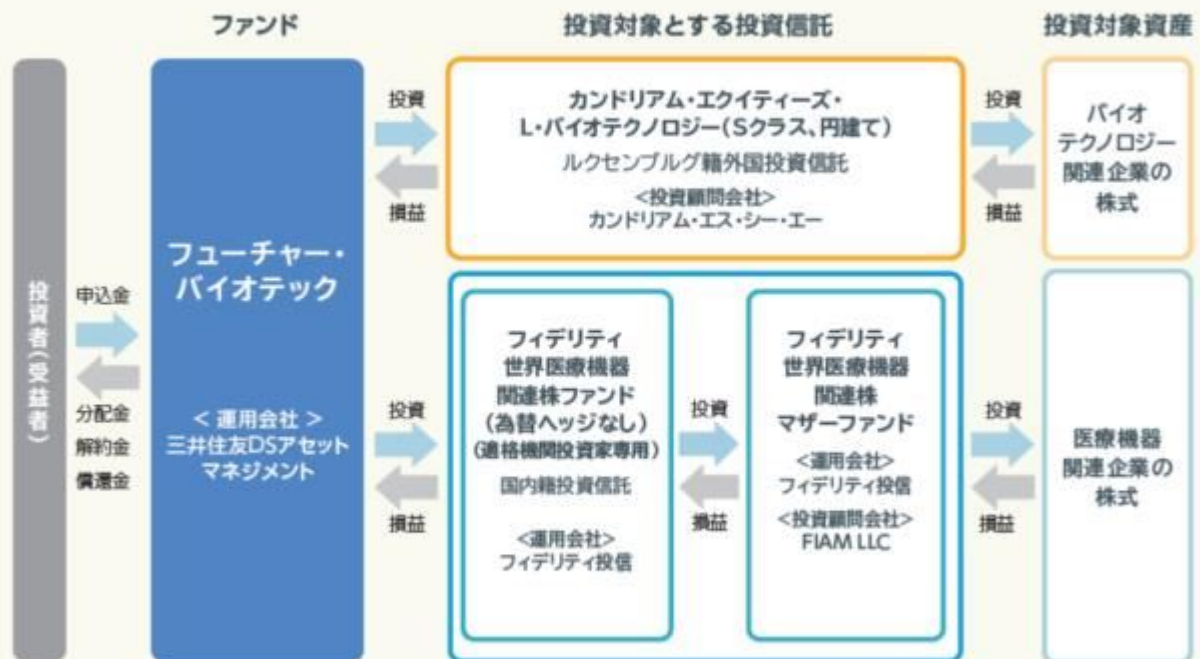 ファンド
投資対象とする投資信託
投資対象資産
投資者(受益者)
申込金
分配金
解約金
償還金
フューチャー・
バイオテック
<運用会社>
三井住友DSアセット
マネジメント
投資
損益
カンドリアム・エクイティーズ・
L・バイオテクノロジー(Sクラス、円建て)
ルクセンブルグ籍外国投資信託
<投資顧問会社>
カンドリアム・エス・シー・エー
投資
損益
バイオ
テクノロジー
関連企業の
株式
投資
損益
フィデリティ
世界医療機器
関連株ファンド
(為替ヘッジなし)
(適格機関投資家専用)
国内籍投資信託
<運用会社>
フィデリティ投信
投資
損益
フィデリティ
世界医療機器
関連株
マザーファンド
<運用会社>
フィデリティ投信
<投資顧問会社>
FIAM LLC
投資
損益
医療機器
関連企業の
株式